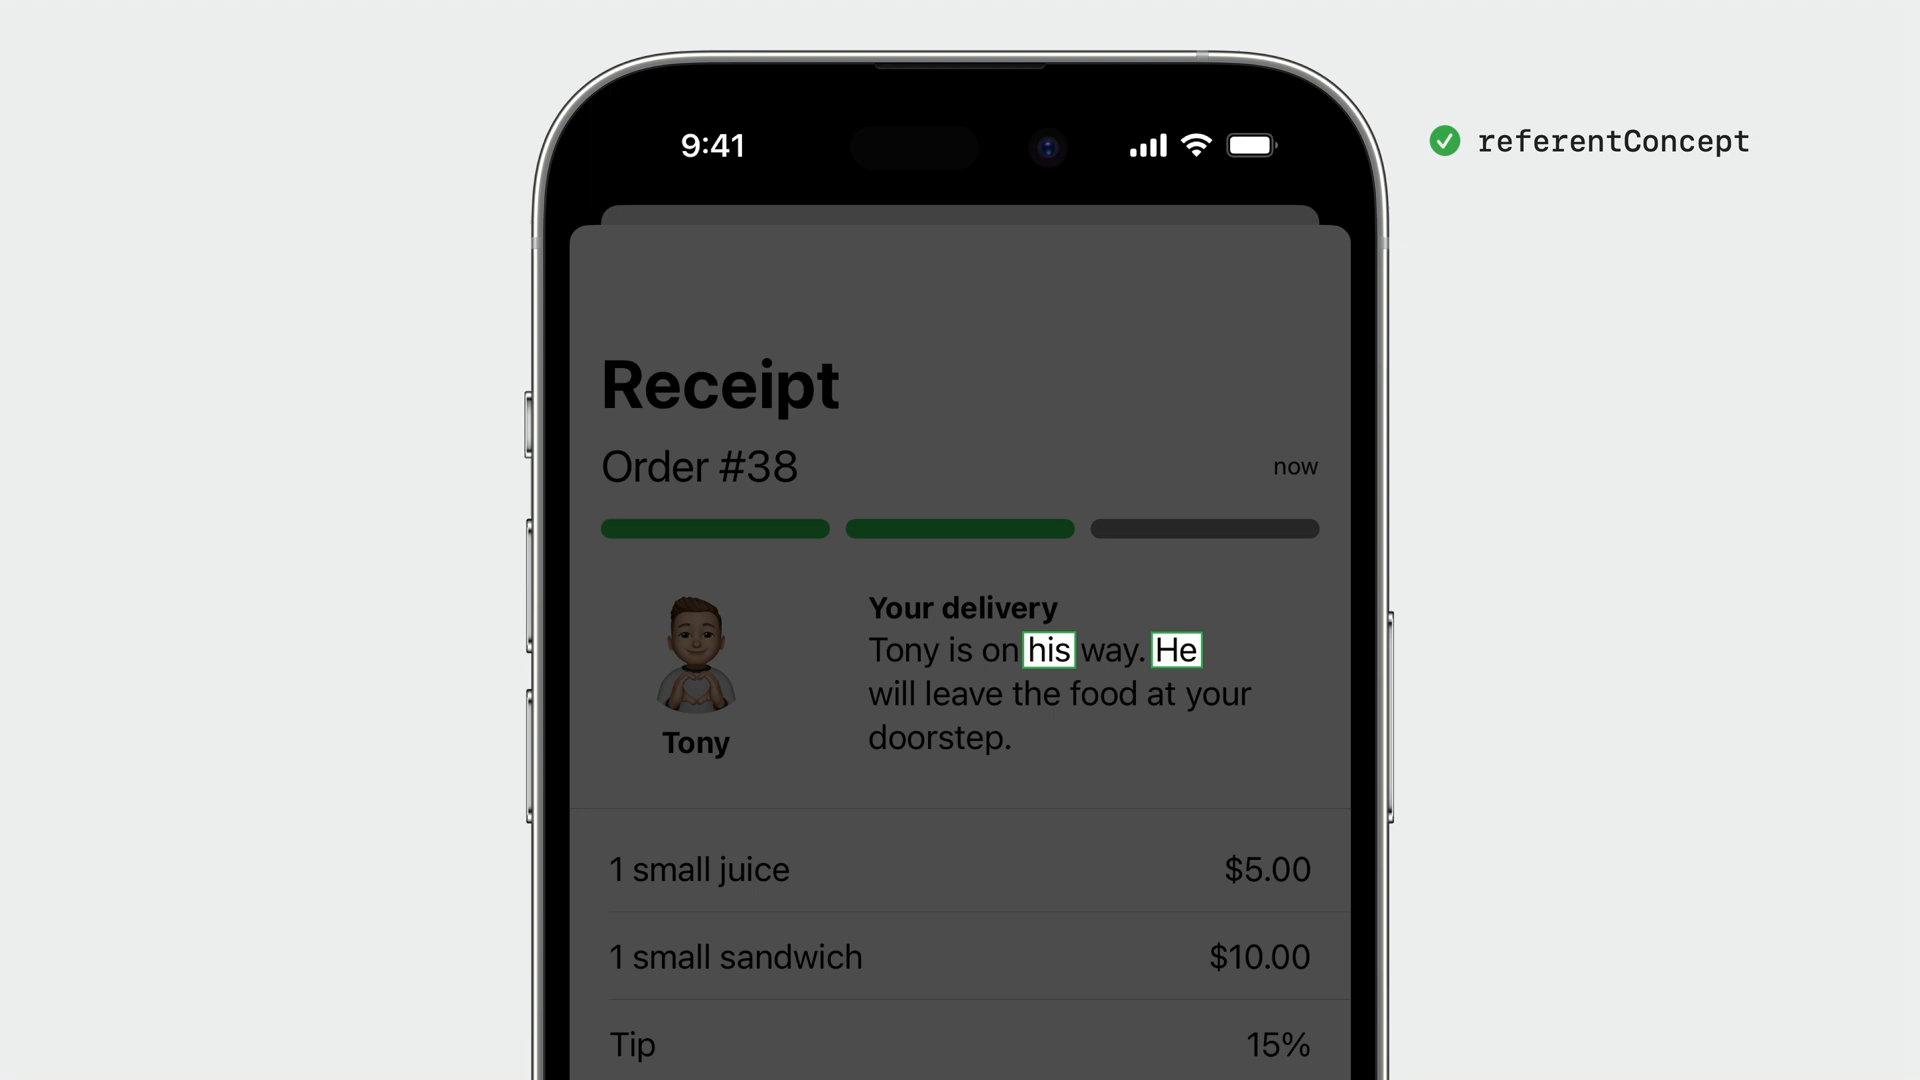 9:41
referentConcept
Receipt
Order #38
now
Your delivery
Tony is on his way. He
will leave the food at your
doorstep.
Tony
1 small juice $5.00
1 small sandwich $10.00
Tip 15%